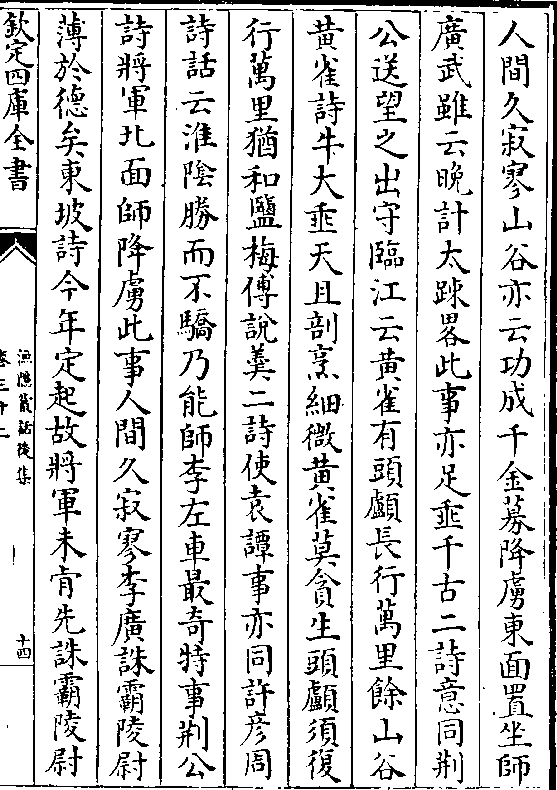 人間久寂寥山谷亦云功成千金募降虜東面置坐師
廣武雖云晚計太踈畧此事亦足垂千古二詩意同荆
公送望之出守臨江云黄雀有頭顱長行萬里餘山谷
黄雀詩牛大垂天且剖烹細微黄雀莫貪生頭顱須復
行萬里猶和鹽梅傅說羮二詩使袁譚事亦同許彦周
詩話云淮隂勝而不驕乃能師李左車最奇特事荆公
詩將軍北面師降虜此事人間久寂寥李廣誅霸陵尉
薄於德矣東坡詩今年定起故將軍未肯先誅霸陵尉
欽定四庫全書
漁隱叢話後集
卷三十二
十四